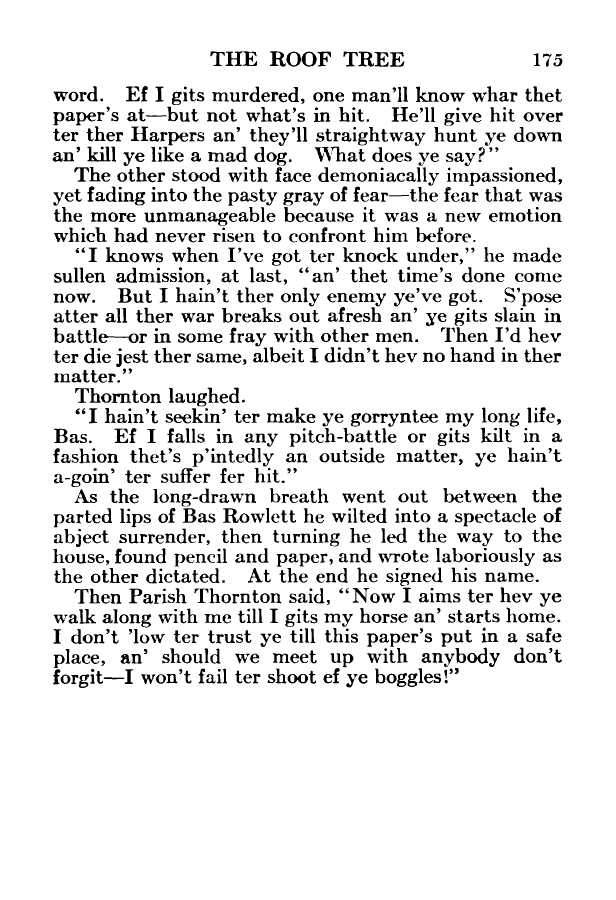 THE ROOF TREE 175
word. Ef I gits murdered, one man'll know whar thet
paper's at—but not what's in hit. He'll give hit over
ter ther Harpers an' they'll straightway hunt ye down
an' kill ye like a mad dog. What does ye say?"
The other stood with face demoniacally impassioned,
yet fading into the pasty gray of fear—the fear that was
the more unmanageable because it was a new emotion
which had never risen to confront him before.
"I knows when I've got ter knock under," he made
sullen admission, at last, "an' thet time's done come
now. But I hain't ther only enemy ye've got. S'pose
atter all ther war breaks out afresh an' ye gits slain in
battle—or in some fray with other men. Then I'd hev
ter die jest ther same, albeit I didn't hev no hand in ther
matter."
Thornton laughed.
"I hain't seekin' ter make ye gorryntee my long life,
Bas. Ef I falls in any pitch-battle or gits kilt in a
fashion thet's p'intedly an outside matter, ye hain't
a-goin' ter suffer fer hit."
As the long-drawn breath went out between the
parted lips of Bas Rowlett he wilted into a spectacle of
abject surrender, then turning he led the way to the
house, found pencil and paper, and wrote laboriously as
the other dictated. At the end he signed his name.
Then Parish Thornton said, "Now I aims ter hev ye
walk along with me till I gits my horse an' starts home.
I don't 'low ter trust ye till this paper's put in a safe
place, an' should we meet up with anybody don't
forgit—I won't fail ter shoot ef ye boggles!"